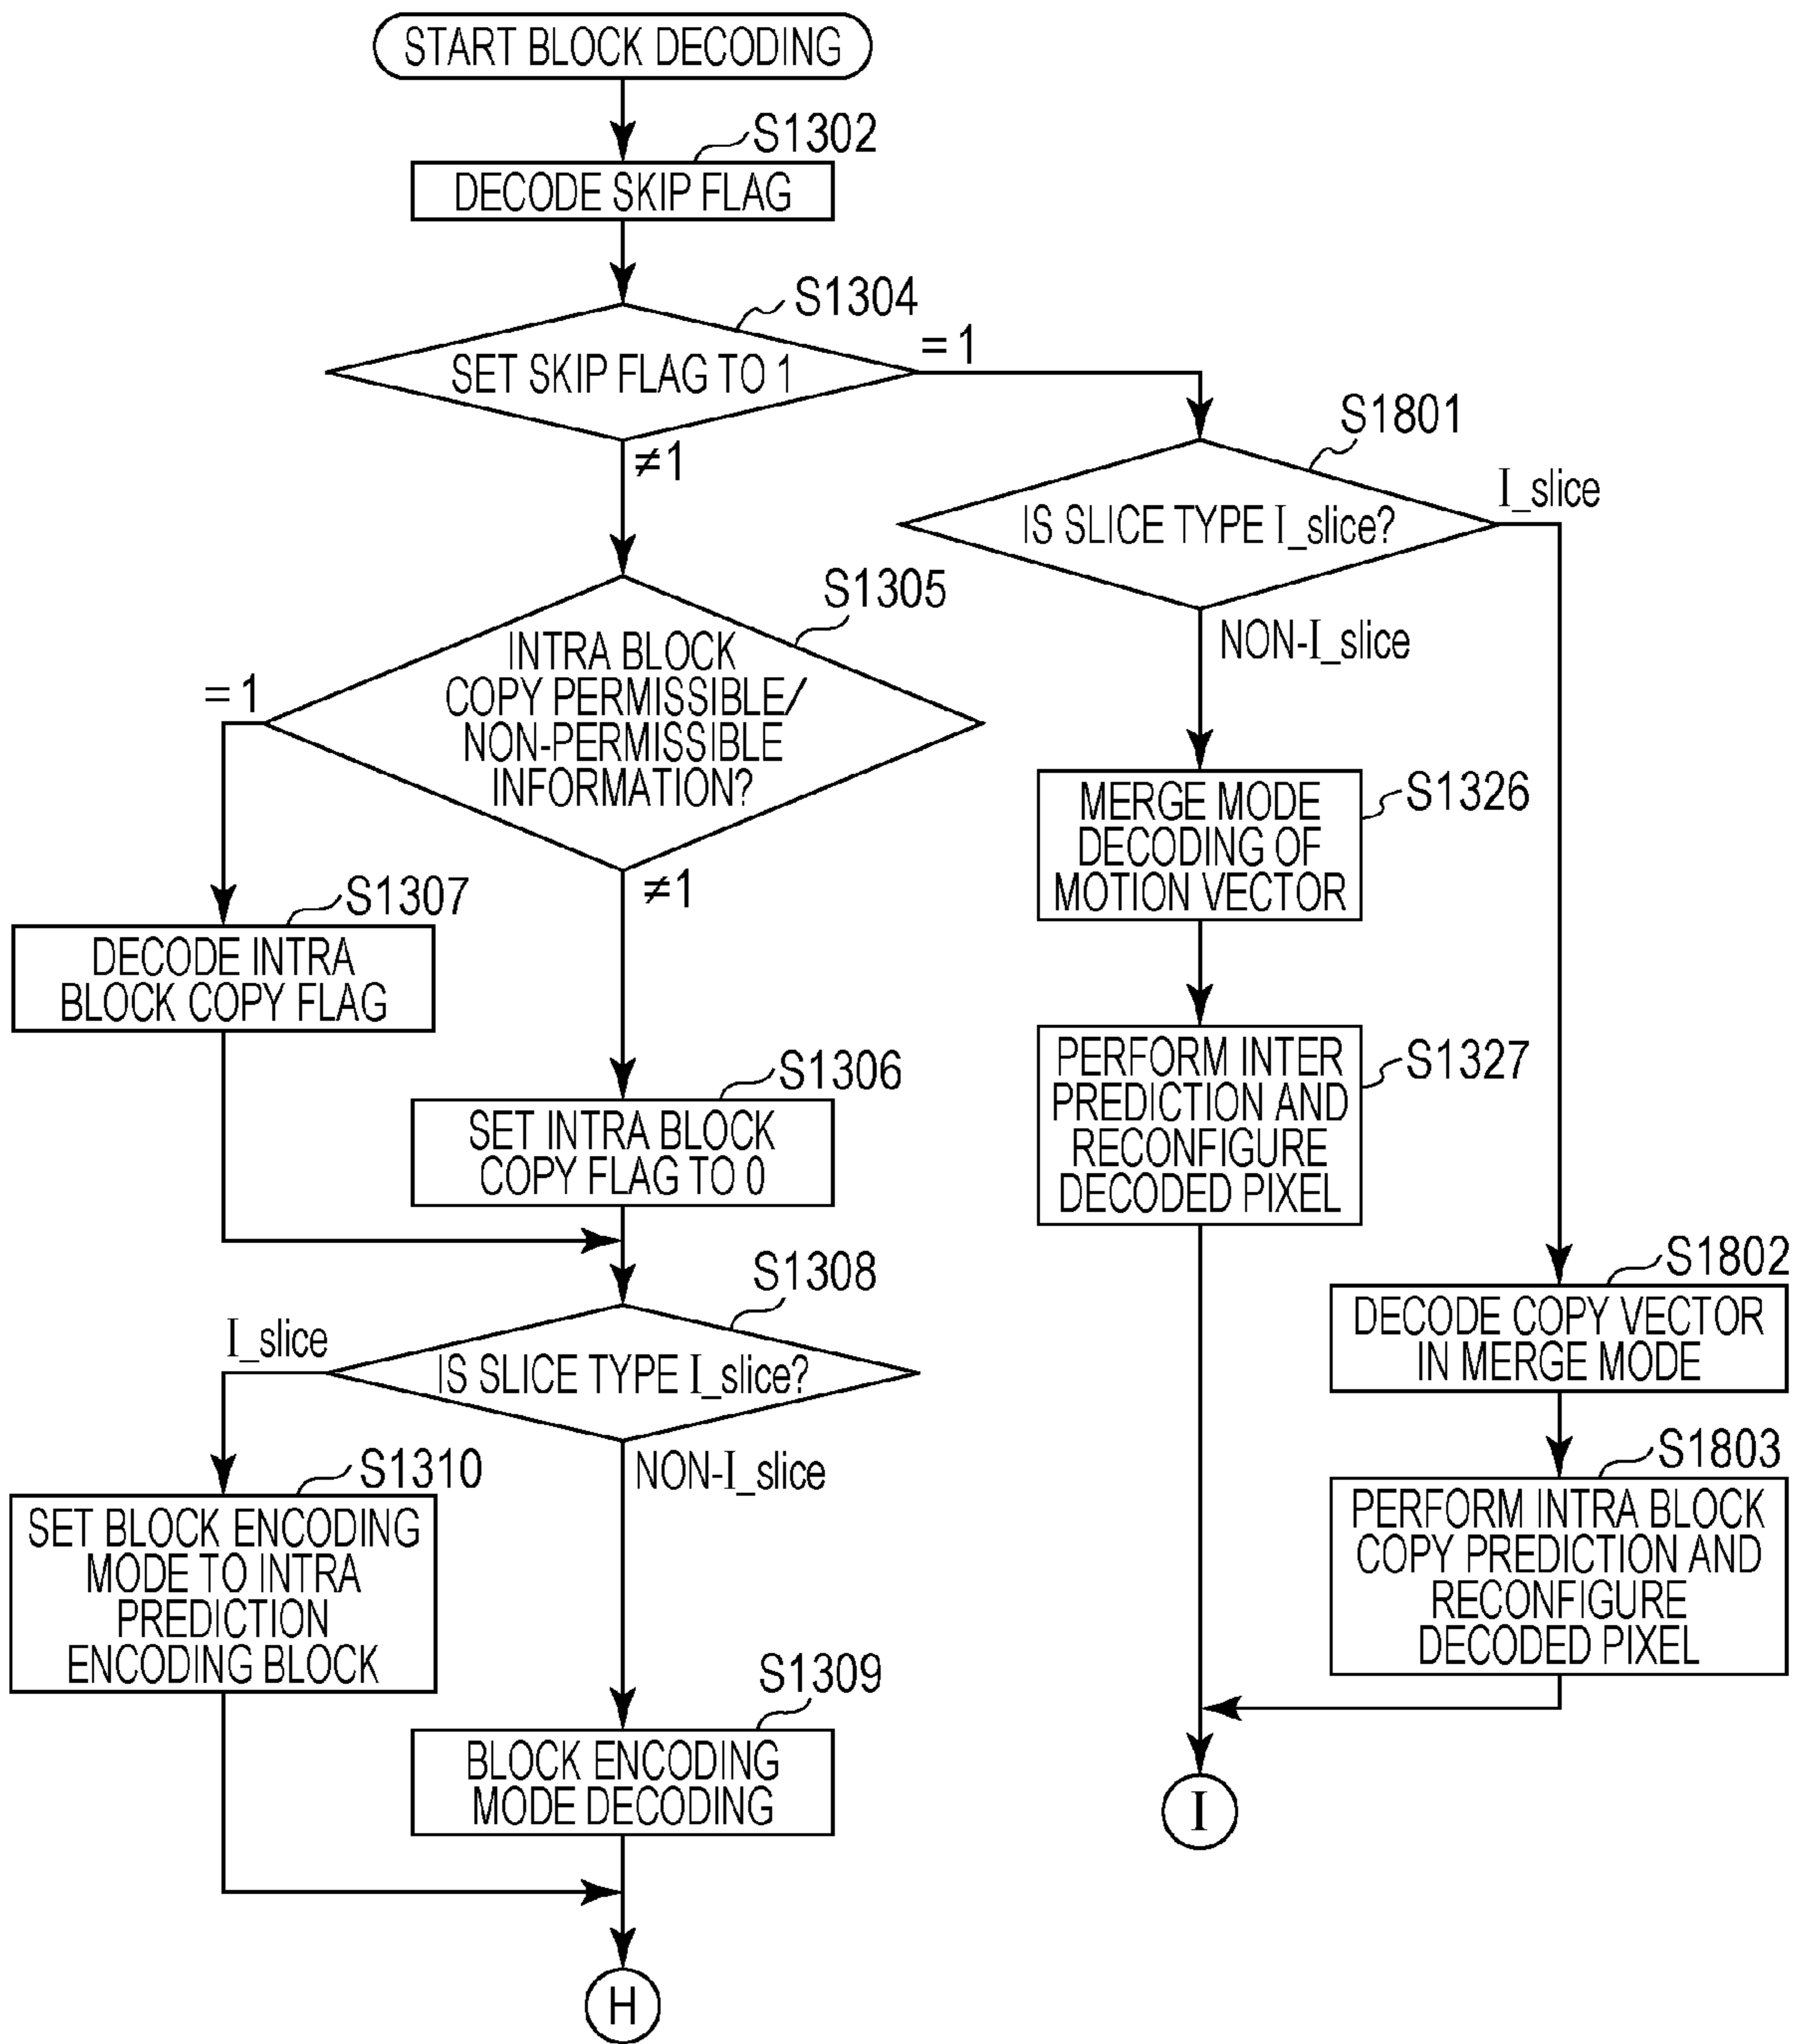 START BLOCK DECODING
S1302
DECODE SKIP FLAG
S1304
SET SKIP FLAG TO 1
= 1
≠1
S1801
IS SLICE TYPE I_slice?
I_slice
NON-I_slice
S1305
INTRA BLOCK
COPY PERMISSIBLE/
NON-PERMISSIBLE
INFORMATION?
= 1
≠1
S1326
MERGE MODE
DECODING OF
MOTION VECTOR
S1307
DECODE INTRA
BLOCK COPY FLAG
S1327
PERFORM INTER
PREDICTION AND
RECONFIGURE
DECODED PIXEL
S1306
SET INTRA BLOCK
COPY FLAG TO 0
S1802
DECODE COPY VECTOR
IN MERGE MODE
S1308
IS SLICE TYPE I_slice?
I_slice
NON-I_slice
S1803
PERFORM INTRA BLOCK
COPY PREDICTION AND
RECONFIGURE
DECODED PIXEL
S1310
SET BLOCK ENCODING
MODE TO INTRA
PREDICTION
ENCODING BLOCK
S1309
BLOCK ENCODING
MODE DECODING
I
H